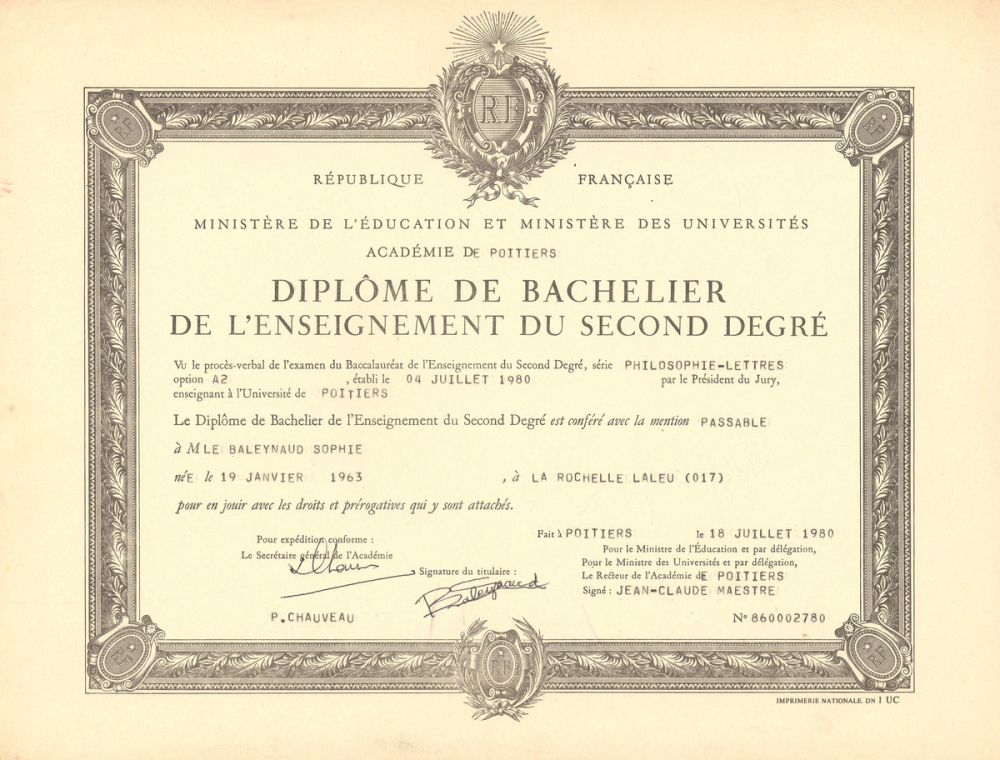 RF
RÉPUBLIQUE FRANÇAISE
MINISTÈRE DE L'ÉDUCATION ET MINISTÈRE DES UNIVERSITÉS
ACADÉMIE DE POITIERS
DIPLÔME DE BACHELIER
DE L'ENSEIGNEMENT DU SECOND DEGRÉ
Vu le procès-verbal de l'examen du Baccalauréat de l'Enseignement du Second Degré, série PHILOSOPHIE-LETTRES
option A2 , établi le 04 JUILLET 1980 par le Président du Jury,
enseignant à l'Université de POITIERS
Le Diplôme de Bachelier de l'Enseignement du Second Degré est conféré avec la mention PASSABLE
à MLE BALEYNAUD SOPHIE
néE le 19 JANVIER 1963 , à LA ROCHELLE LALEU (017)
pour en jouir avec les droits et prérogatives qui y sont attachés.
Fait à POITIERS le 18 JUILLET 1980
Pour expédition conforme :
Le Secrétaire général de l'Académie
P.CHAUVEAU
Signature du titulaire :
Baleynaud
Pour le Ministre de l'Éducation et par délégation,
Pour le Ministre des Universités et par délégation,
Le Recteur de l'Académie dE POITIERS
Signé : JEAN-CLAUDE MAESTRE
N° 860002780
RF
IMPRIMERIE NATIONALE. DN 1 UC